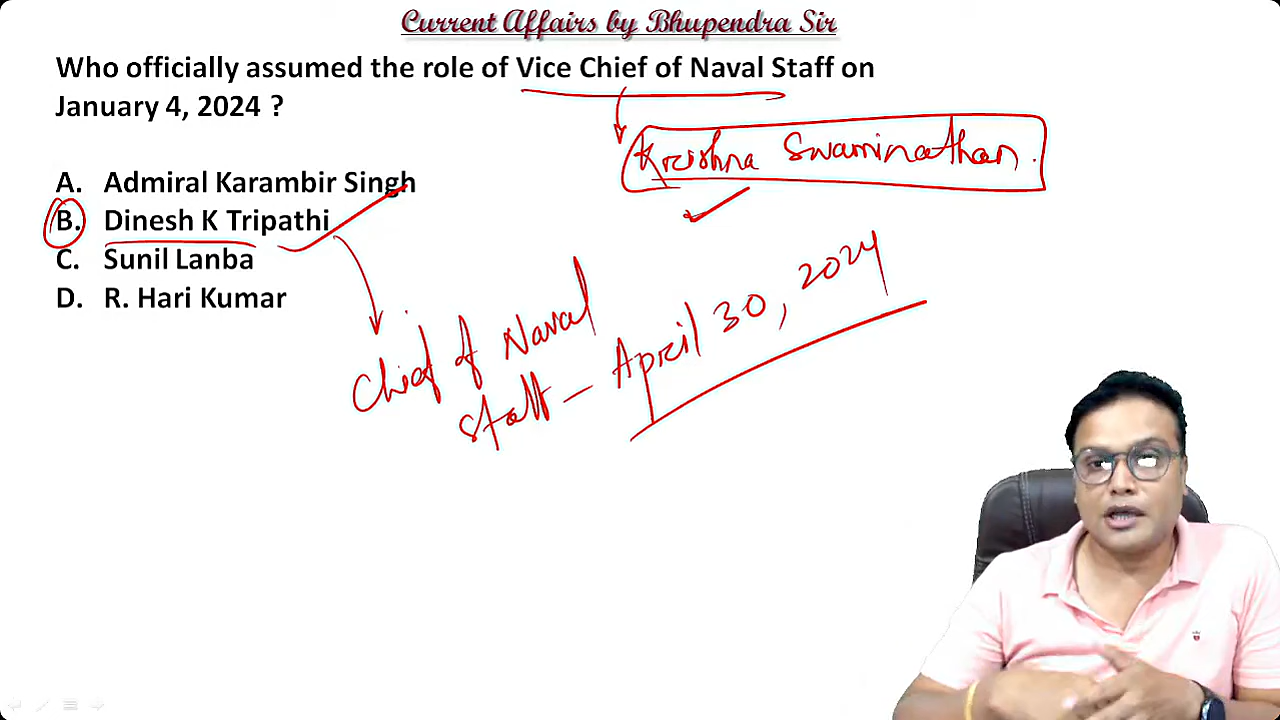 Current Affairs by Bhupendra Sir
Who officially assumed the role of Vice Chief of Naval Staff on
January 4, 2024 ?
Krishna Swaminathan.
A. Admiral Karambir Singh
B. Dinesh K Tripathi
C. Sunil Lanba
D. R. Hari Kumar
Chief of Naval
Staff – April 30, 2024